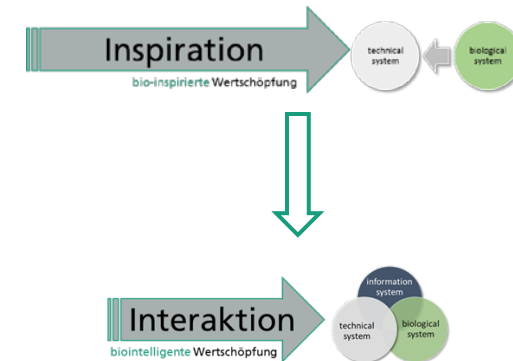 Inspiration
bio-inspirierte Wertschöpfung
technical
system
biological
system
Interaktion
biointelligente Wertschöpfung
information
system
technical
system
biological
system